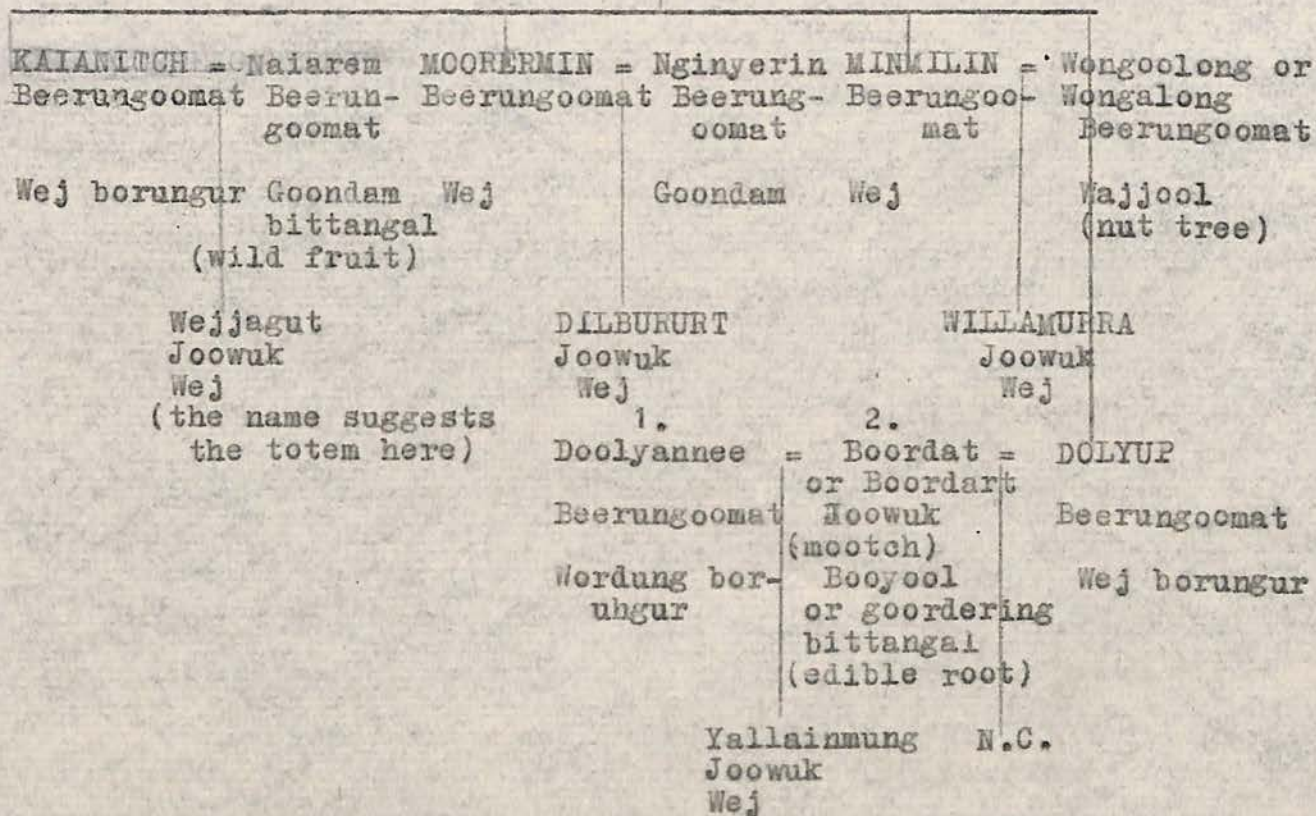 KAIANITCH = Naiarem MOORERMIN = Nginyerin MINMILIN = Wongoolong or
Beerungoomat Beerun- Beerungoomat Beerung- Beerungoo- Wongalong
goomat oomat mat Beerungoomat
Wej borungur Goondam Wej Goondam Wej Wajjool
bittangal (nut tree)
(wild fruit)
Wejjagut DILBURURT WILLAMURRA
Joowuk Joowuk Joowuk
Wej Wej Wej
(the name suggests 1. 2.
the totem here) Doolyannee = Boordat = DOLYUP
or Boordart
Beerungoomat Joowuk Beerungoomat
(mootch)
Wordung bor- Booyool Wej borungur
uhgur or goordering
bittangal
(edible root)
Yallainmung N.C.
Joowuk
Wej